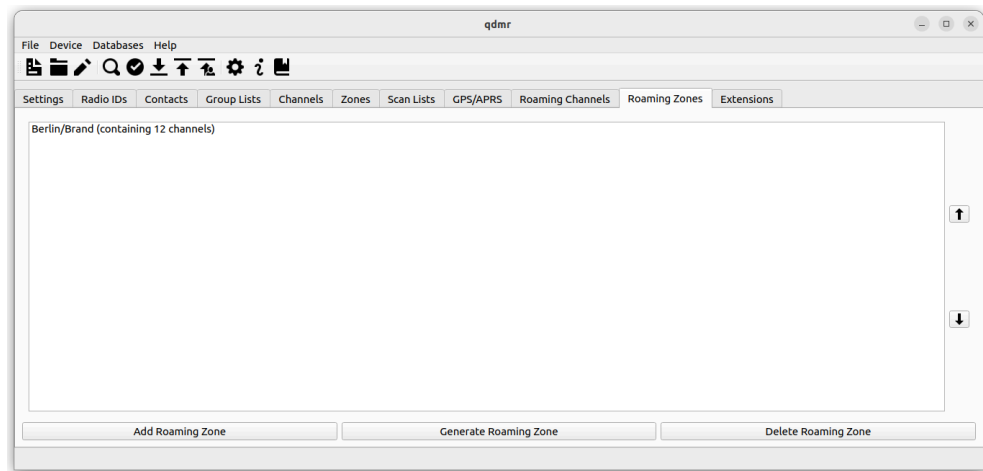 qdmr
File Device Databases Help
Settings Radio IDs Contacts Group Lists Channels Zones Scan Lists GPS/APRS Roaming Channels Roaming Zones Extensions
Berlin/Brand (containing 12 channels)
Add Roaming Zone Generate Roaming Zone Delete Roaming Zone